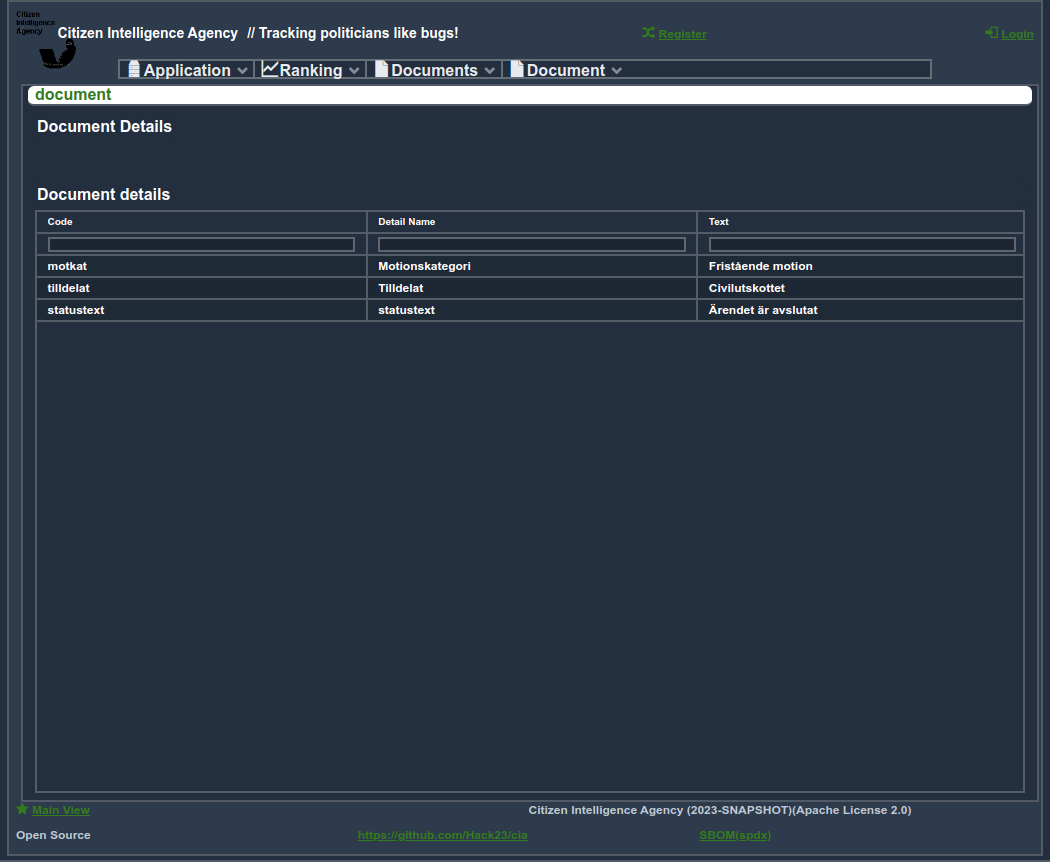 Citizen
Intelligence
Agency
Citizen Intelligence Agency // Tracking politicians like bugs!
Register
Login
Application
Ranking
Documents
Document
document
Document Details
Document details
Code Detail Name Text
motkat Motionskategori Fristående motion
tilldelat Tilldelat Civilutskottet
statustext statustext Ärendet är avslutat
Main View
Citizen Intelligence Agency (2023-SNAPSHOT)(Apache License 2.0)
Open Source
https://github.com/Hack23/cia
SBOM(spdx)